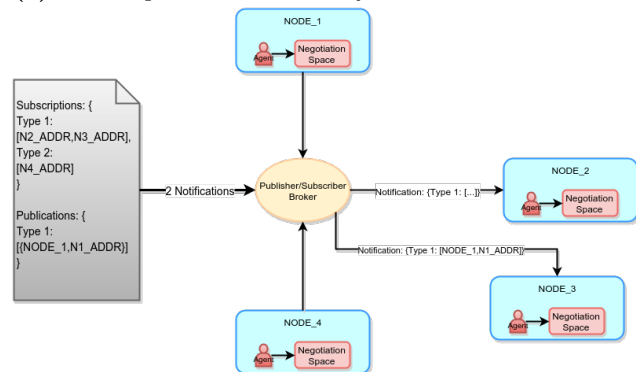 NODE_1
Agent
Negotiation
Space
Subscriptions: {
Type 1:
[N2_ADDR,N3_ADDR],
Type 2:
[N4_ADDR]
}
Publications: {
Type 1:
[{NODE_1,N1_ADDR}]
}
2 Notifications
Publisher/Subscriber
Broker
Notification: {Type 1: [...]}
NODE_2
Agent
Negotiation
Space
Notification: {Type 1: [NODE_1,N1_ADDR]}
NODE_3
Agent
Negotiation
Space
NODE_4
Agent
Negotiation
Space